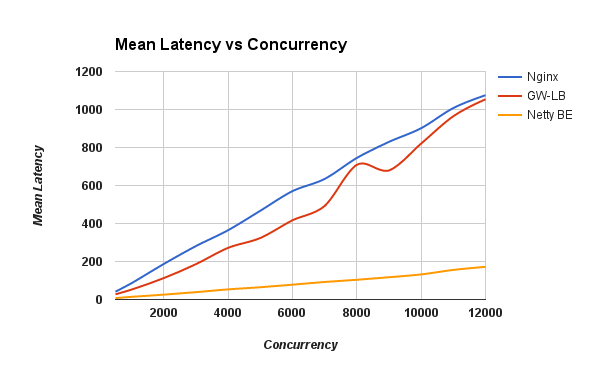 Mean Latency vs Concurrency
1200
1000
800
600
400
200
0
Mean Latency
2000 4000 6000 8000 10000 12000
Concurrency
Nginx
GW-LB
Netty BE